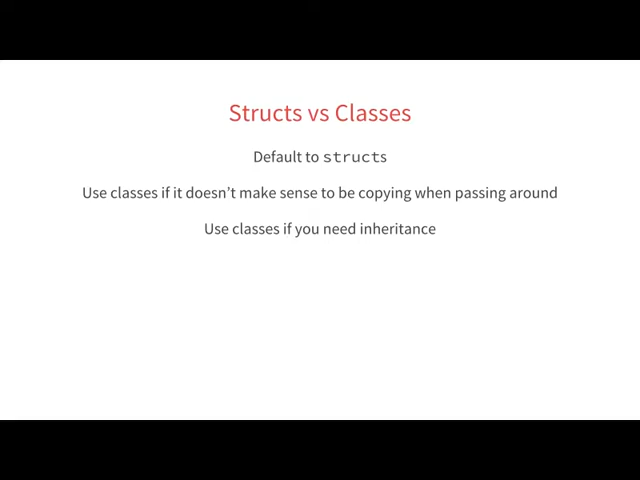 Structs vs Classes
Default to structs
Use classes if it doesn't make sense to be copying when passing around
Use classes if you need inheritance